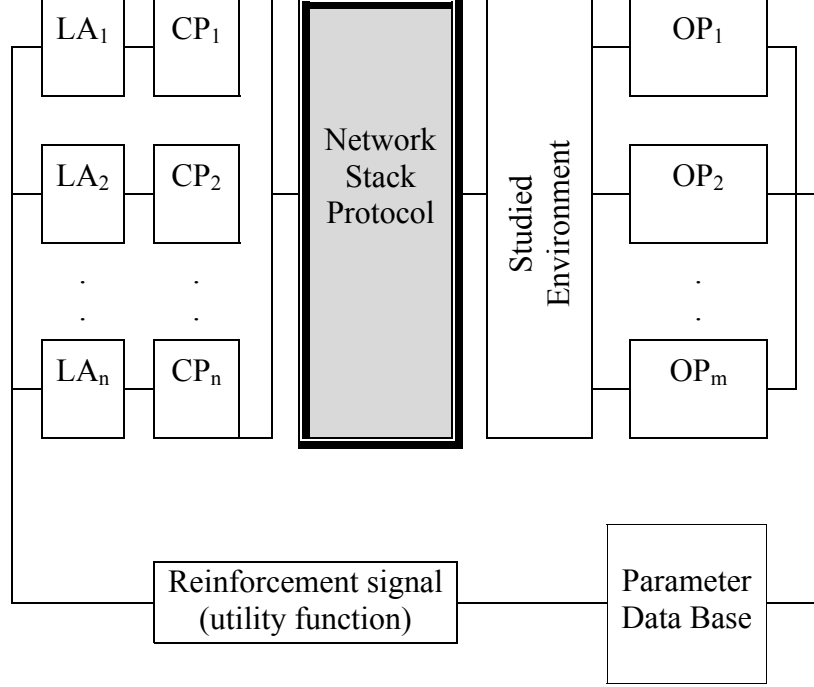 LA₁ CP₁ OP₁
Network
Stack
Protocol
Studied
Environment
LA₂ CP₂ OP₂
. . .
. . .
LAₙ CPₙ OPₘ
Reinforcement signal
(utility function)
Parameter
Data Base